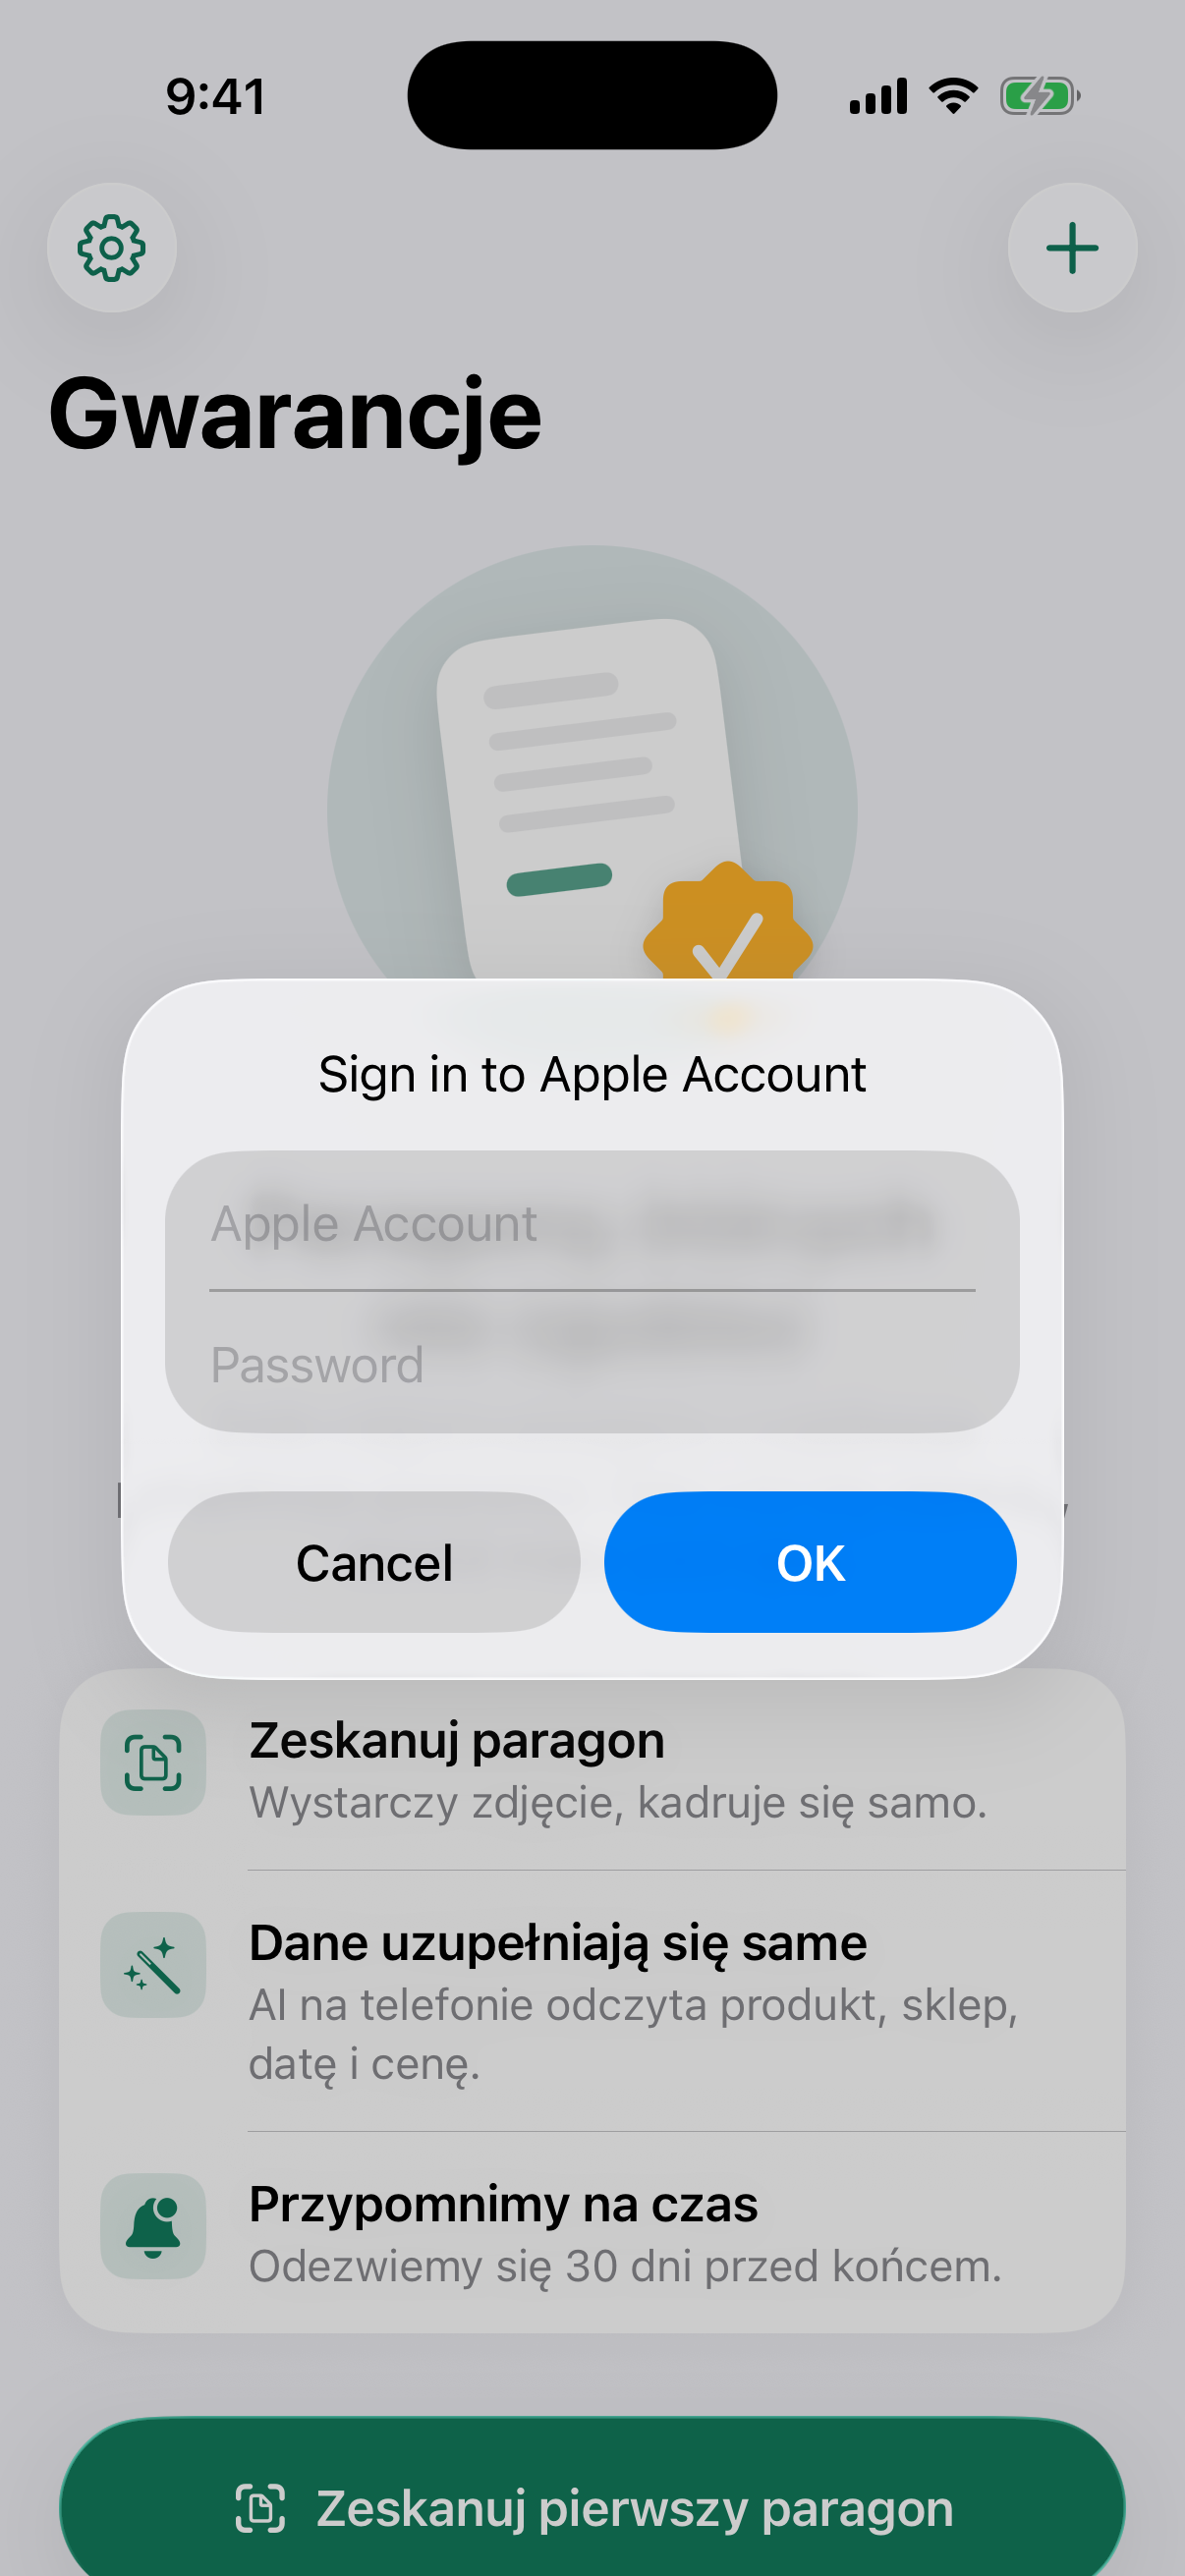 9:41
Gwarancje
Sign in to Apple Account
Apple Account
Password
Cancel
OK
Zeskanuj paragon
Wystarczy zdjęcie, kadruje się samo.
Dane uzupełniają się same
AI na telefonie odczyta produkt, sklep,
datę i cenę.
Przypomnimy na czas
Odezwiemy się 30 dni przed końcem.
Zeskanuj pierwszy paragon